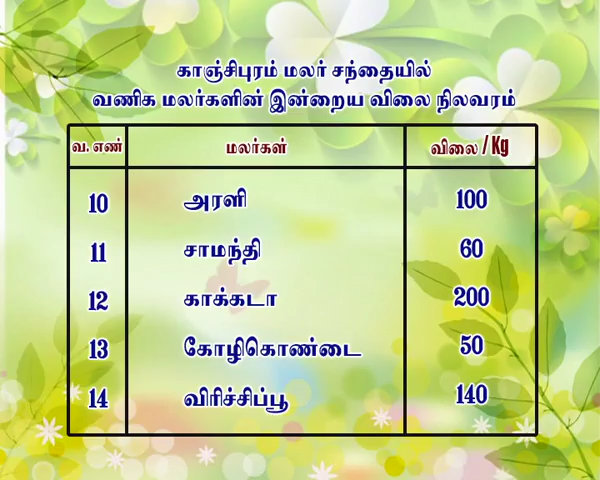 காஞ்சிபுரம் மலர் சந்தையில்
வணிக மலர்களின் இன்றைய விலை நிலவரம்
வ. எண் மலர்கள் விலை / Kg
10 அரளி 100
11 சாமந்தி 60
12 காக்கடா 200
13 கோழிகொண்டை 50
14 விரிச்சிப்பூ 140